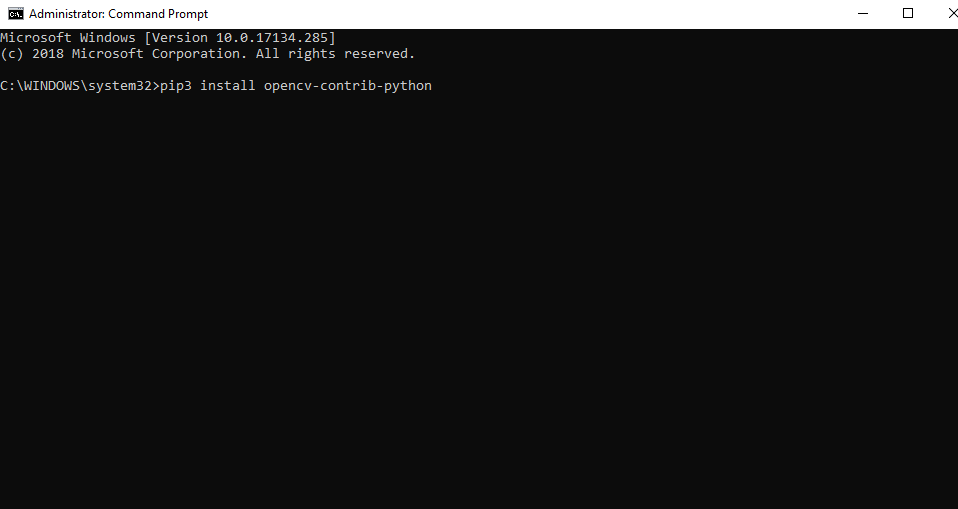 Administrator: Command Prompt
Microsoft Windows [Version 10.0.17134.285]
(c) 2018 Microsoft Corporation. All rights reserved.
C:\WINDOWS\system32>pip3 install opencv-contrib-python